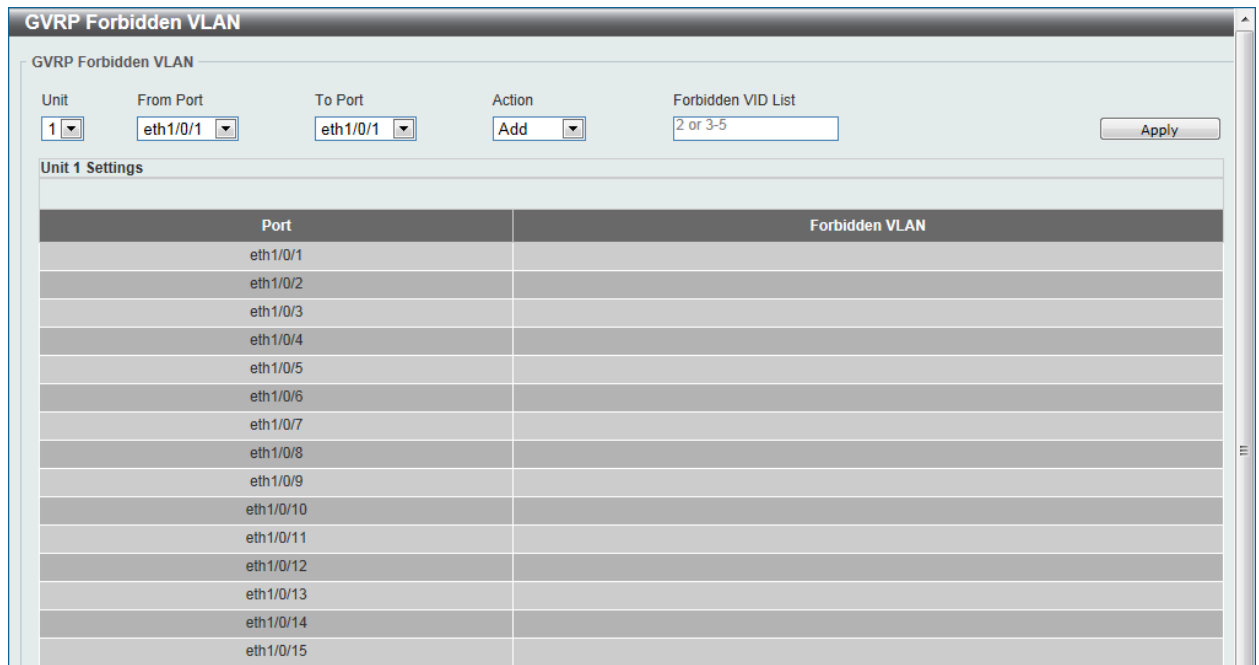 GVRP Forbidden VLAN
GVRP Forbidden VLAN
Unit From Port To Port Action Forbidden VID List
1 eth1/0/1 eth1/0/1 Add 2 or 3-5 Apply
Unit 1 Settings
Port Forbidden VLAN
eth1/0/1
eth1/0/2
eth1/0/3
eth1/0/4
eth1/0/5
eth1/0/6
eth1/0/7
eth1/0/8
eth1/0/9
eth1/0/10
eth1/0/11
eth1/0/12
eth1/0/13
eth1/0/14
eth1/0/15